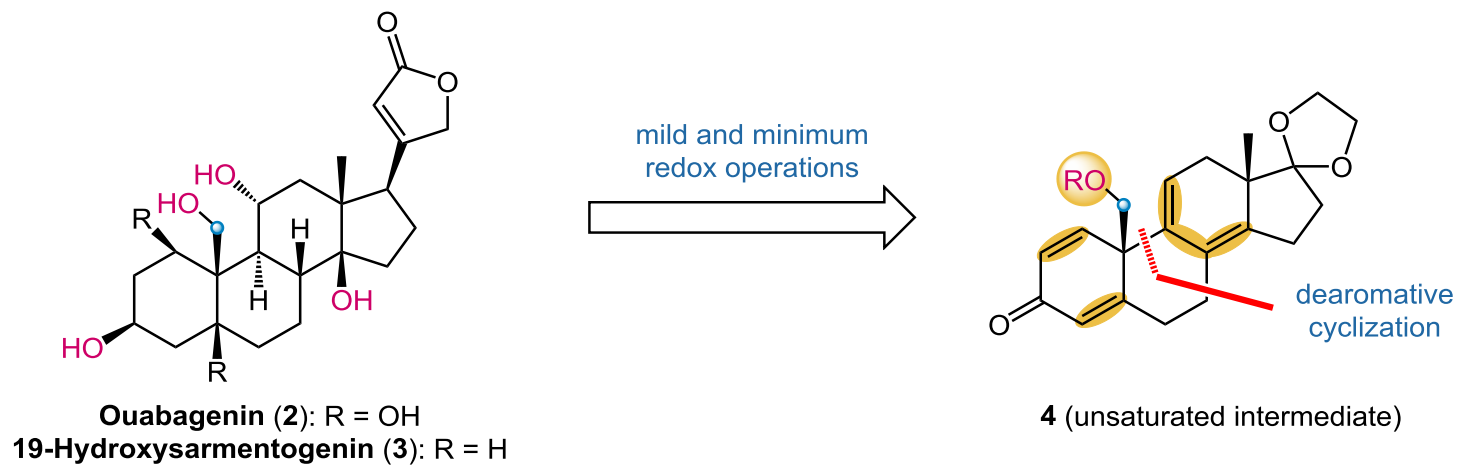 O
O
HO
HO
R
H
H
OH
HO
R
Ouabagenin (2): R = OH
19-Hydroxysarmentogenin (3): R = H
mild and minimum
redox operations
O
O
RO
O
dearomative
cyclization
4 (unsaturated intermediate)